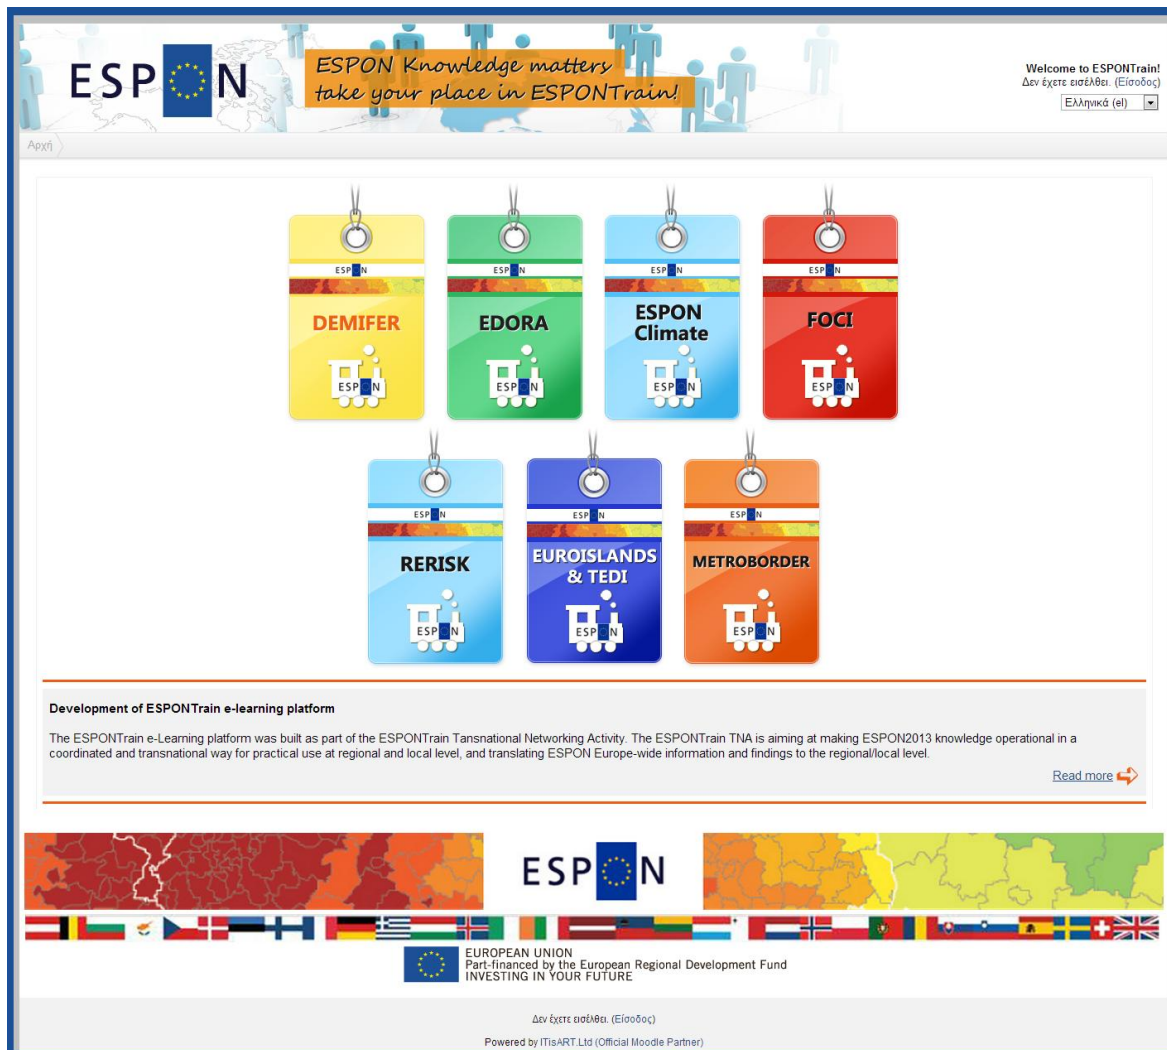 ESPON
ESPON Knowledge matters
take your place in ESPONTrain!
Welcome to ESPONTrain!
Δεν έχετε εισέλθει. (Είσοδος)
Ελληνικά (el)
Αρχή
ESPON
ESPON
ESPON
ESPON
DEMIFER
EDORA
ESPON
Climate
FOCI
ESPON
ESPON
ESPON
ESPON
ESPON
ESPON
ESPON
RERISK
EUROISLANDS
& TEDI
METROBORDER
ESPON
ESPON
ESPON
Development of ESPONTrain e-learning platform
The ESPONTrain e-Learning platform was built as part of the ESPONTrain Tansnational Networking Activity. The ESPONTrain TNA is aiming at making ESPON2013 knowledge operational in a
coordinated and transnational way for practical use at regional and local level, and translating ESPON Europe-wide information and findings to the regional/local level.
Read more
ESPON
EUROPEAN UNION
Part-financed by the European Regional Development Fund
INVESTING IN YOUR FUTURE
Δεν έχετε εισέλθει. (Είσοδος)
Powered by ITisART.Ltd (Official Moodle Partner)